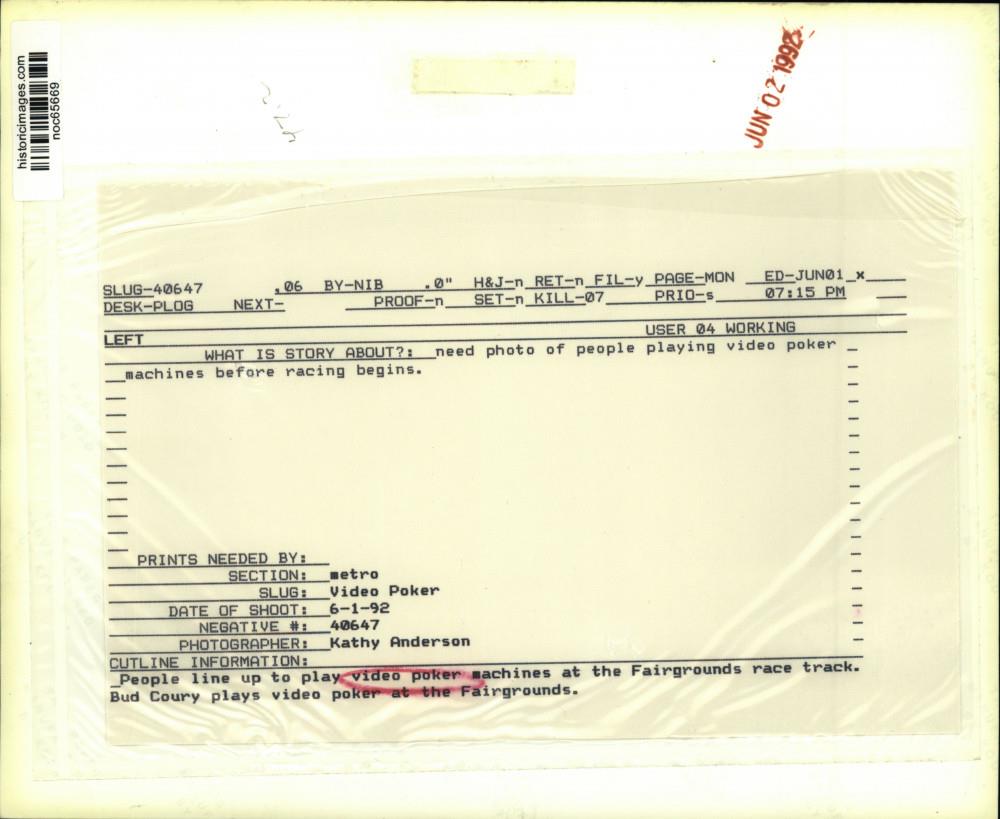 historicimages.com
noc65669
JUN 02 1992
SLUG-40647 .06 BY-NIB .0" H&J-n RET-n FIL-y PAGE-MON ED-JUN01 x
DESK-PLOG NEXT- PROOF-n SET-n KILL-07 PRIO-s 07:15 PM
LEFT USER 04 WORKING
WHAT IS STORY ABOUT?: need photo of people playing video poker
machines before racing begins.
PRINTS NEEDED BY:
SECTION: metro
SLUG: Video Poker
DATE OF SHOOT: 6-1-92
NEGATIVE #: 40647
PHOTOGRAPHER: Kathy Anderson
CUTLINE INFORMATION:
People line up to play video poker machines at the Fairgrounds race track.
Bud Coury plays video poker at the Fairgrounds.